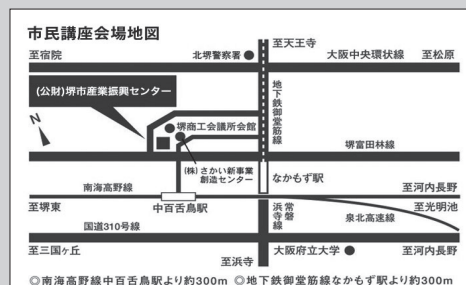 市民講座会場地図
至宿院
北堺警察署
至天王寺
大阪中央環状線
至松原
(公財)堺市産業振興センター
地下鉄御堂筋線
N
堺商工会議所会館
堺富田林線
(株)さかい新事業
創造センター
なかもず駅
南海高野線
至河内長野
至堺東
中百舌鳥駅
常磐
浜寺線
泉北高速線
至光明池
国道310号線
至三国ヶ丘
至浜寺
大阪府立大学
至河内長野
◎南海高野線中百舌鳥駅より約300m ◎地下鉄御堂筋線なかもず駅より約300m